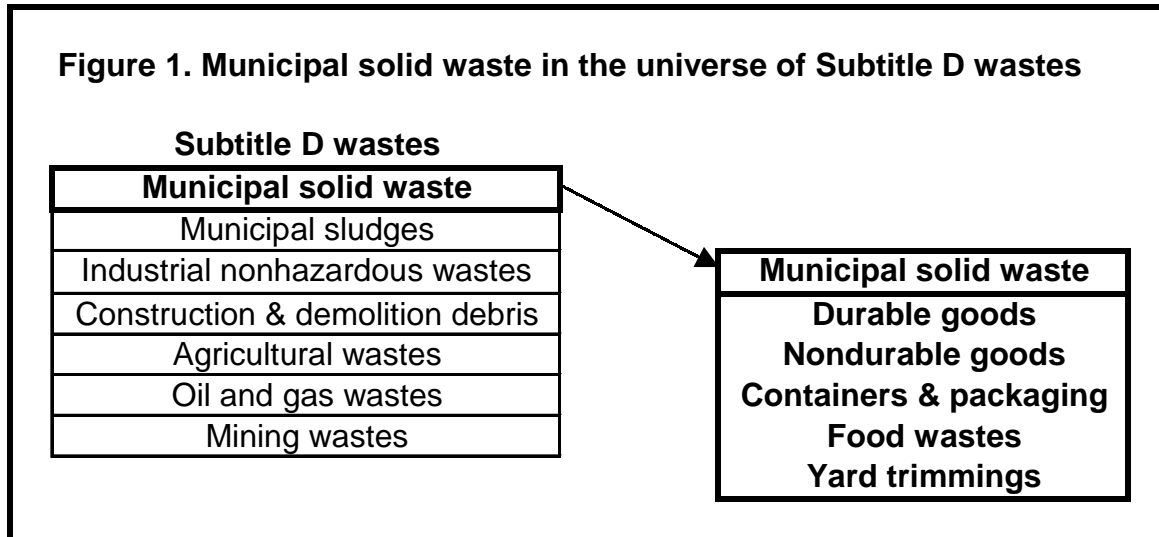 Figure 1. Municipal solid waste in the universe of Subtitle D wastes
Subtitle D wastes
Municipal solid waste
Municipal sludges
Industrial nonhazardous wastes
Construction & demolition debris
Agricultural wastes
Oil and gas wastes
Mining wastes
Municipal solid waste
Durable goods
Nondurable goods
Containers & packaging
Food wastes
Yard trimmings